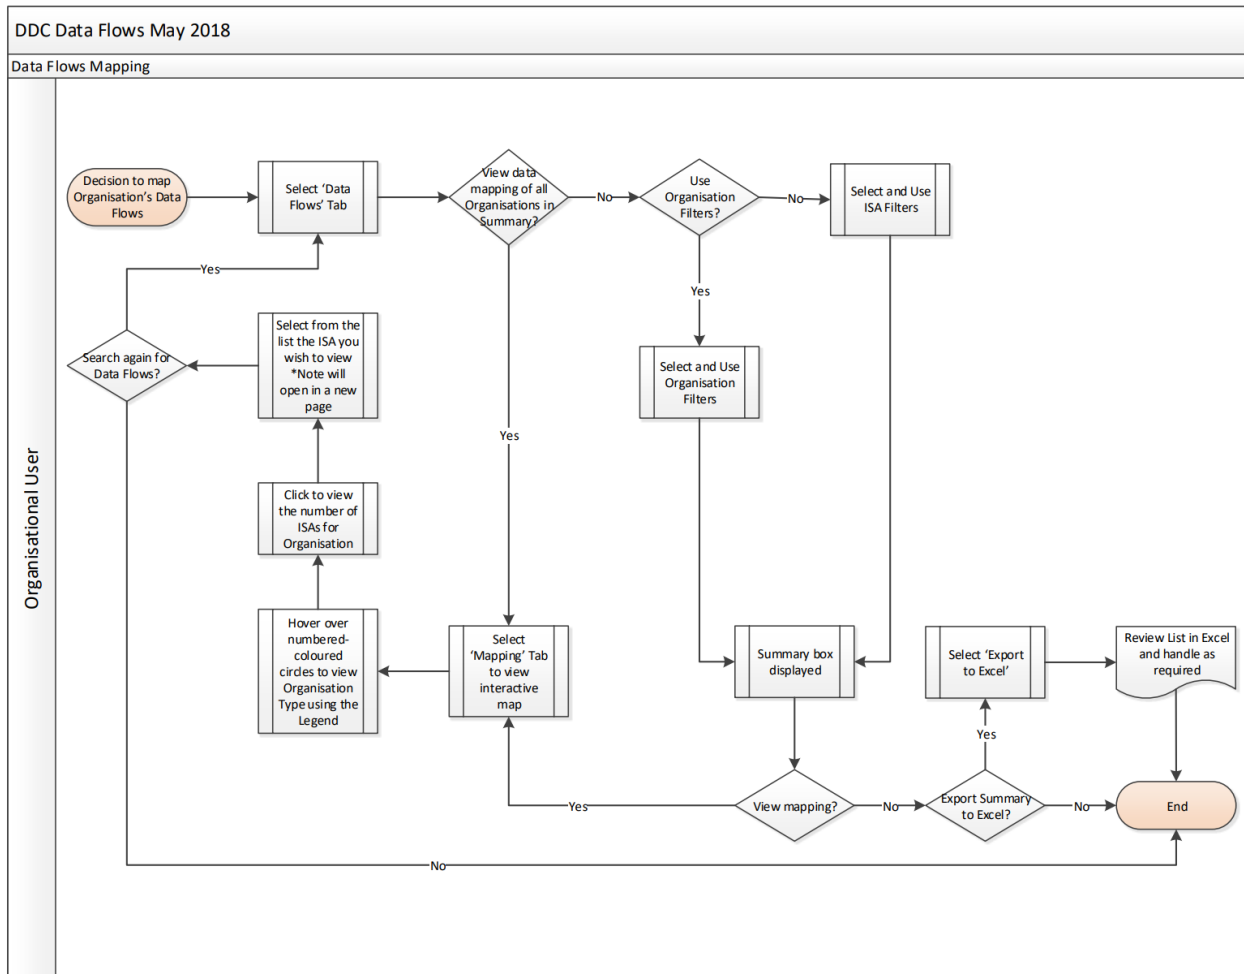 DDC Data Flows May 2018
Data Flows Mapping
Organisational User
Decision to map
Organisation's Data
Flows
Select 'Data
Flows' Tab
View data
mapping of all
Organisations in
Summary?
No
Use
Organisation
Filters?
No
Select and Use
ISA Filters
Yes
Yes
Select from the
list the ISA you
wish to view
*Note will
open in a new
page
Search again for
Data Flows?
Select and Use
Organisation
Filters
Yes
Click to view
the number of
ISAs for
Organisation
Hover over
numbered-
coloured
circles to view
Organisation
Type using the
Legend
Select
'Mapping' Tab
to view
interactive
map
Summary box
displayed
Select 'Export
to Excel'
Review List in Excel
and handle as
required
Yes
Yes
View mapping?
No
Export Summary
to Excel?
No
End
No